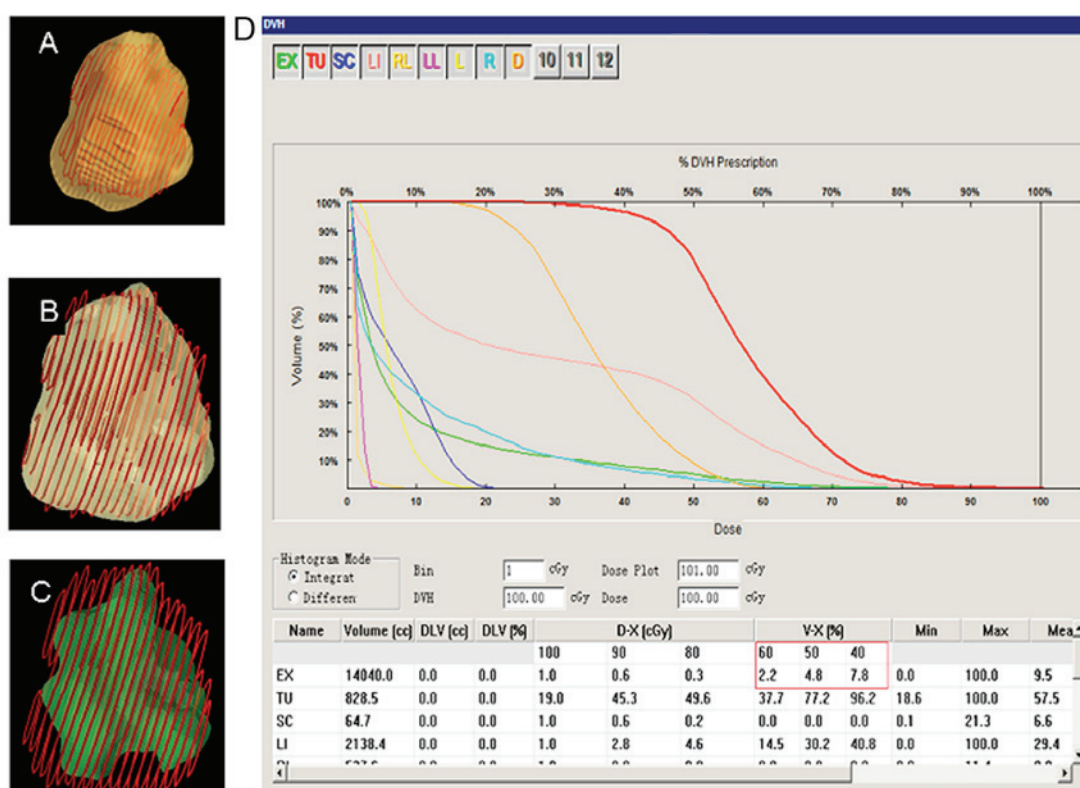 A
B
C
D
DVH
EX TU SC LI RL LL L R D 10 11 12
% DVH Prescription
0% 10% 20% 30% 40% 50% 60% 70% 80% 90% 100%
100%
90%
80%
70%
60%
50%
40%
30%
20%
10%
Volume (%)
0 10 20 30 40 50 60 70 80 90 100
Dose
Histogram Mode
Integrat
Differen
Bin 1 cGy Dose Plot 101.00 cGy
DVH 100.00 cGy Dose 100.00 cGy
Name Volume (cc) DLV (cc) DLV (%) D-X (cGy) V-X (%) Min Max Mea
100 90 80 60 50 40
EX 14040.0 0.0 0.0 1.0 0.6 0.3 2.2 4.8 7.8 0.0 100.0 9.5
TU 828.5 0.0 0.0 19.0 45.3 49.6 37.7 77.2 96.2 18.6 100.0 57.5
SC 64.7 0.0 0.0 1.0 0.6 0.2 0.0 0.0 0.0 0.1 21.3 6.6
LI 2138.4 0.0 0.0 1.0 2.8 4.6 14.5 30.2 40.8 0.0 100.0 29.4